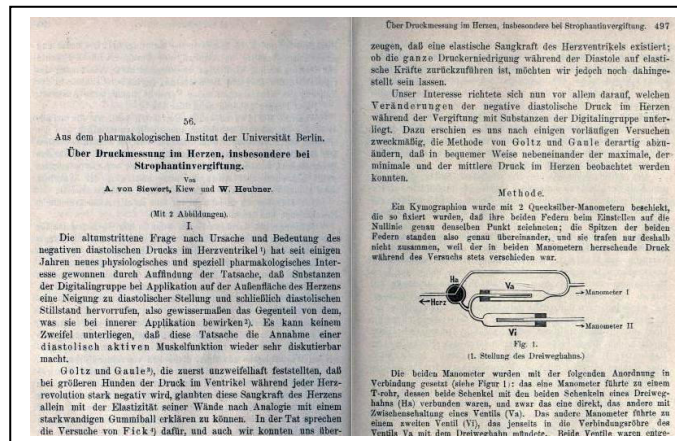 56.
Aus dem pharmakologischen Institut der Universität Berlin.
Über Druckmessung im Herzen, insbesondere bei
Strophantinvergiftung.
Von
A. von Siewert, Kiew und W. Heubner.
(Mit 2 Abbildungen).
I.
Die altumstrittene Frage nach Ursache und Bedeutung des
negativen diastolischen Drucks im Herzventrikel ¹) hat seit einigen
Jahren neues physiologisches und speziell pharmakologisches Inter-
esse gewonnen durch Auffindung der Tatsache, daß Substanzen
der Digitalingruppe bei Applikation auf der Außenfläche des Herzens
eine Neigung zu diastolischer Stellung und schließlich diastolischen
Stillstand hervorrufen, also gewissermaßen das Gegenteil von dem,
was sie bei innerer Applikation bewirken ²). Es kann keinem
Zweifel unterliegen, daß diese Tatsache die Annahme einer
diastolisch aktiven Muskelfunktion wieder sehr diskutierbar
macht.
Goltz und Gaule ³), die zuerst unzweifelhaft feststellten, daß
bei größeren Hunden der Druck im Ventrikel während jeder Herz-
revolution stark negativ wird, glaubten diese Saugkraft des Herzens
allein mit der Elastizität seiner Wände nach Analogie mit einem
starkwandigen Gummiball erklären zu können. In der Tat sprechen
die Versuche von Fick ⁴) dafür, und auch wir konnten uns über-
Über Druckmessung im Herzen, insbesondere bei Strophantinvergiftung. 497
zeugen, daß eine elastische Saugkraft des Herzventrikels existiert;
ob die ganze Druckerniedrigung während der Diastole auf elasti-
sche Kräfte zurückzuführen ist, möchten wir jedoch noch dahinge-
stellt sein lassen.
Unser Interesse richtete sich nun vor allem darauf, welchen
Veränderungen der negative diastolische Druck im Herzen
während der Vergiftung mit Substanzen der Digitalingruppe unter-
liegt. Dazu erschien es uns nach einigen vorläufigen Versuchen
zweckmäßig, die Methode von Goltz und Gaule derartig abzu-
ändern, daß in bequemer Weise nebeneinander der maximale, der
minimale und der mittlere Druck im Herzen beobachtet werden
konnten.
Methode.
Ein Kymographion wurde mit 2 Quecksilber-Manometern beschickt,
die so fixiert wurden, daß ihre beiden Federn beim Einstellen auf die
Nullinie genau denselben Punkt zeichneten; die Spitzen der beiden
Federn standen also genau übereinander, und sie trafen nur deshalb
nicht zusammen, weil der in beiden Manometern herrschende Druck
während des Versuchs stets verschieden war.
Ha
Va
Herz
Manometer I
Manometer II
Vi
Fig. 1.
(1. Stellung des Dreiweghahns.)
Die beiden Manometer wurden mit der folgenden Anordnung in
Verbindung gesetzt (siehe Figur 1): das eine Manometer führte zu einem
T-rohr, dessen beide Schenkel mit den beiden Schenkeln eines Dreiweg-
hahns (Ha) verbunden waren, und zwar das eine direkt, das andere mit
Zwischenschaltung eines Ventils (Va). Das andere Manometer führte zu
einem zweiten Ventil (Vi), das jenseits in die Verbindungsröhre des
Ventils Va mit dem Dreiweghahn mündete. Beide Ventile waren entge-